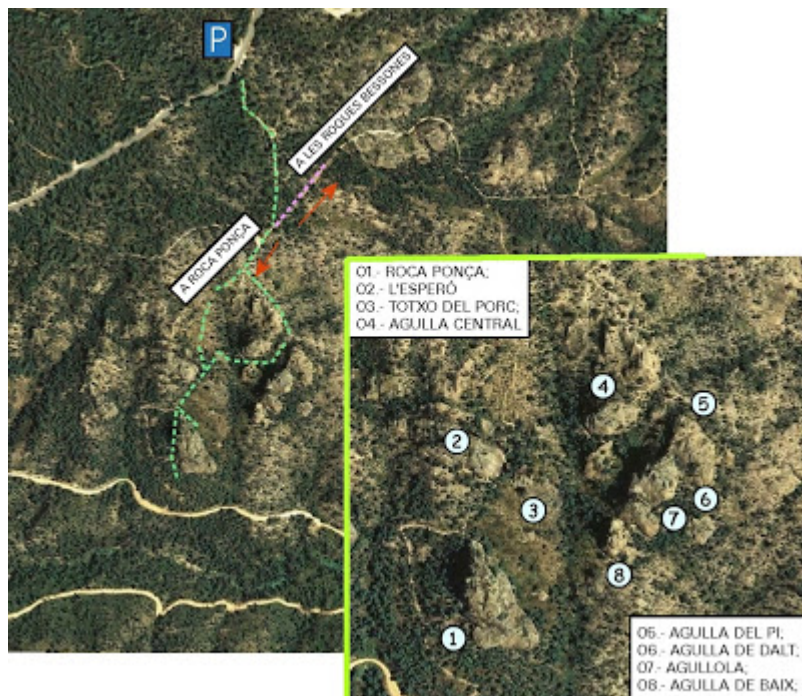 P
A LES ROQUES BESSONES
A ROCA PONÇA
01.- ROCA PONÇA;
02.- L'ESPERÓ
03.- TOTXO DEL PORC;
04.- AGULLA CENTRAL
4
5
2
6
3
7
8
1
05.- AGULLA DEL PI;
06.- AGULLA DE DALT;
07.- AGULLOLA;
08.- AGULLA DE BAIX;